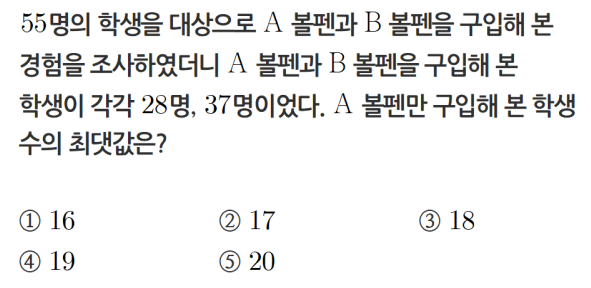 55명의 학생을 대상으로 A 볼펜과 B 볼펜을 구입해 본
경험을 조사하였더니 A 볼펜과 B 볼펜을 구입해 본
학생이 각각 28명, 37명이었다. A 볼펜만 구입해 본 학생
수의 최댓값은?
① 16 ② 17 ③ 18
④ 19 ⑤ 20